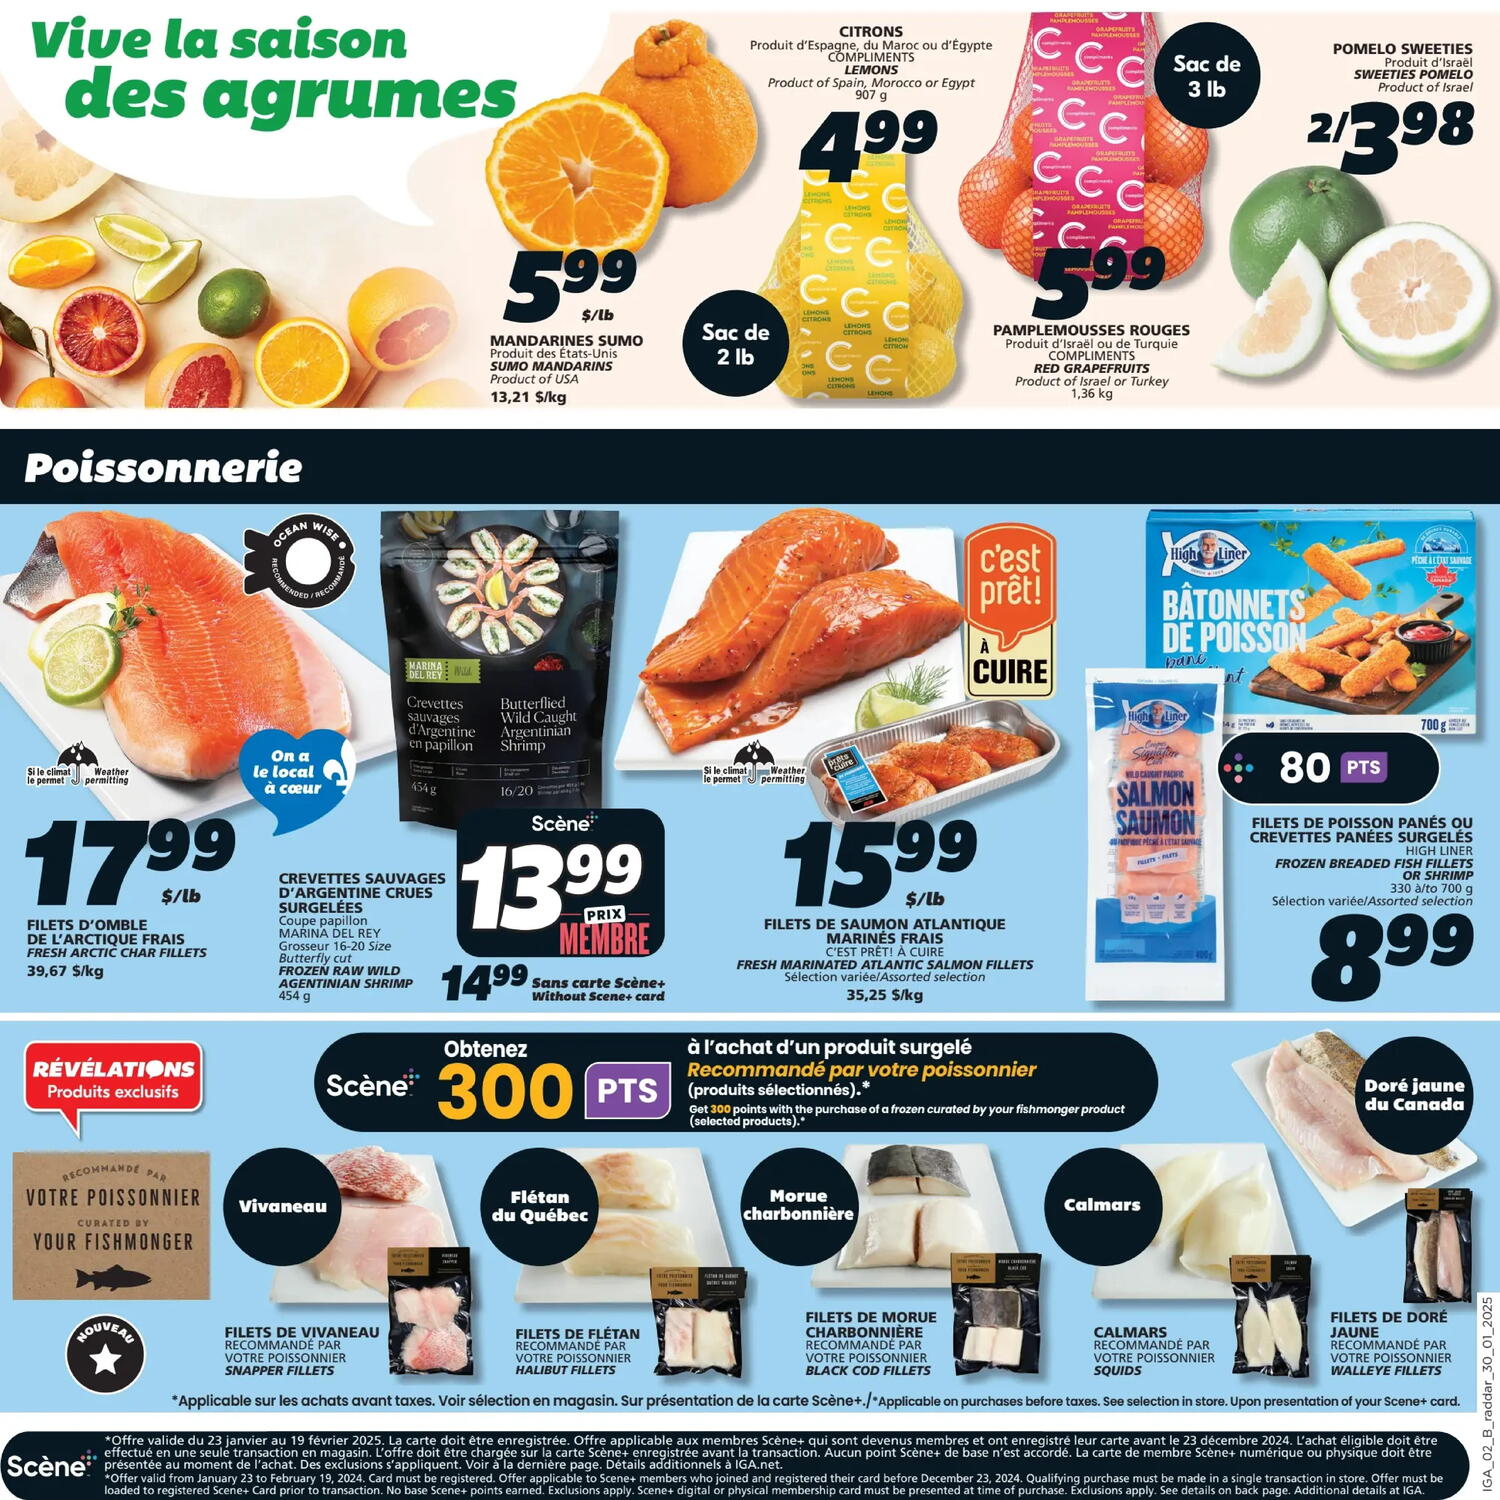 Vive la saison
des agrumes
5.99
$/lb
MANDARINES SUMO
Produit des États-Unis
SUMO MANDARINS
Product of USA
13,21 $/kg
CITRONS
Produit d'Espagne, du Maroc ou d'Égypte
COMPLIMENTS
LEMONS
Product of Spain, Morocco or Egypt
907 g
4.99
Sac de
2 lb
Sac de
3 lb
5.99
PAMPLEMOUSSES ROUGES
Produit d'Israël ou de Turquie
COMPLIMENTS
RED GRAPEFRUITS
Product of Israel or Turkey
1,36 kg
POMELO SWEETIES
Produit d'Israël
SWEETIES POMELO
Product of Israel
2/3.98
Poissonnerie
OCEAN WISE
RECOMMENDED / RECOMMANDÉ
Si le climat
le permet
Weather
permitting
On a
le local
à cœur
17.99
$/lb
FILETS D'OMBLE
DE L'ARCTIQUE FRAIS
FRESH ARCTIC CHAR FILLETS
39,67 $/kg
MARINA
DEL REY
Wild
Crevettes
sauvages
d'Argentine
en papillon
Butterflied
Wild Caught
Argentinian
Shrimp
454 g
16/20
CREVETTES SAUVAGES
D'ARGENTINE CRUES
SURGELÉES
Coupe papillon
MARINA DEL REY
Grosseur 16-20 Size
Butterfly cut
FROZEN RAW WILD
AGENTINIAN SHRIMP
454 g
Scène+
13.99
PRIX
MEMBRE
14.99
Sans carte Scène+
Without Scene+ card
c'est
prêt!
À
CUIRE
Si le climat
le permet
Weather
permitting
prêts à
cuire
15.99
$/lb
FILETS DE SAUMON ATLANTIQUE
MARINÉS FRAIS
C'EST PRÊT! À CUIRE
FRESH MARINATED ATLANTIC SALMON FILLETS
Sélection variée/Assorted selection
35,25 $/kg
High Liner
BÂTONNETS
DE POISSON
PÊCHE À L'ÉTAT SAUVAGE
700 g
High Liner
Signature
WILD CAUGHT PACIFIC
SALMON
SAUMON
FILLETS • FILETS
400 g
80 PTS
FILETS DE POISSON PANÉS OU
CREVETTES PANÉES SURGELÉS
HIGH LINER
FROZEN BREADED FISH FILLETS
OR SHRIMP
330 à/to 700 g
Sélection variée/Assorted selection
8.99
RÉVÉLATIONS
Produits exclusifs
Scène+
Obtenez
300 PTS
à l'achat d'un produit surgelé
Recommandé par votre poissonnier
(produits sélectionnés).*
Get 300 points with the purchase of a frozen curated by your fishmonger product
(selected products).*
RECOMMANDÉ PAR
VOTRE POISSONNIER
CURATED BY
YOUR FISHMONGER
NOUVEAU
Vivaneau
FILETS DE VIVANEAU
RECOMMANDÉ PAR
VOTRE POISSONNIER
SNAPPER FILLETS
Flétan
du Québec
FILETS DE FLÉTAN
RECOMMANDÉ PAR
VOTRE POISSONNIER
HALIBUT FILLETS
Morue
charbonnière
FILETS DE MORUE
CHARBONNIÈRE
RECOMMANDÉ PAR
VOTRE POISSONNIER
BLACK COD FILLETS
Calmars
CALMARS
RECOMMANDÉ PAR
VOTRE POISSONNIER
SQUIDS
Doré jaune
du Canada
FILETS DE DORÉ
JAUNE
RECOMMANDÉ PAR
VOTRE POISSONNIER
WALLEYE FILLETS
*Applicable sur les achats avant taxes. Voir sélection en magasin. Sur présentation de la carte Scène+./*Applicable on purchases before taxes. See selection in store. Upon presentation of your Scene+ card.
Scène+
*Offre valide du 23 janvier au 19 février 2025. La carte doit être enregistrée. Offre applicable aux membres Scène+ qui sont devenus membres et ont enregistré leur carte avant le 23 décembre 2024. L'achat éligible doit être
effectué en une seule transaction en magasin. L'offre doit être chargée sur la carte Scène+ enregistrée avant la transaction. Aucun point Scène+ de base n'est accordé. La carte de membre Scène+ numérique ou physique doit être
présentée au moment de l'achat. Des exclusions s'appliquent. Voir à la dernière page. Détails additionnels à IGA.net.
*Offer valid from January 23 to February 19, 2024. Card must be registered. Offer applicable to Scene+ members who joined and registered their card before December 23, 2024. Qualifying purchase must be made in a single transaction in store. Offer must be
loaded to registered Scene+ Card prior to transaction. No base Scene+ points earned. Exclusions apply. Scene+ digital or physical membership card must be presented at time of purchase. Exclusions apply. See details on back page. Additional details at IGA.
IGA_02_B_raddar_30_01_2025